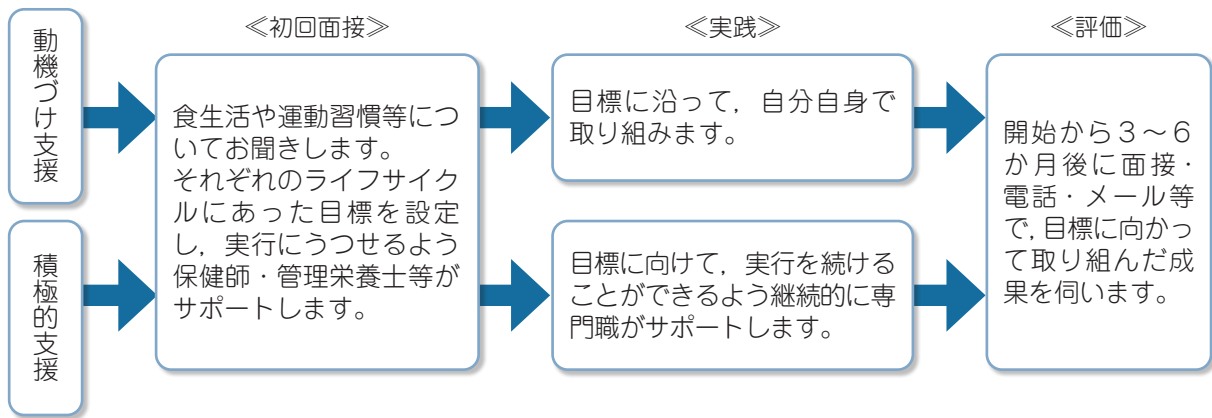 ≪初回面接≫
≪実践≫
≪評価≫
動機づけ支援
食生活や運動習慣等につ
いてお聞きします。
それぞれのライフサイク
ルにあった目標を設定
し，実行にうつせるよう
保健師・管理栄養士等が
サポートします。
目標に沿って，自分自身で
取り組みます。
開始から３～６
か月後に面接・
電話・メール等
で，目標に向かっ
て取り組んだ成
果を伺います。
積極的支援
目標に向けて，実行を続ける
ことができるよう継続的に専
門職がサポートします。